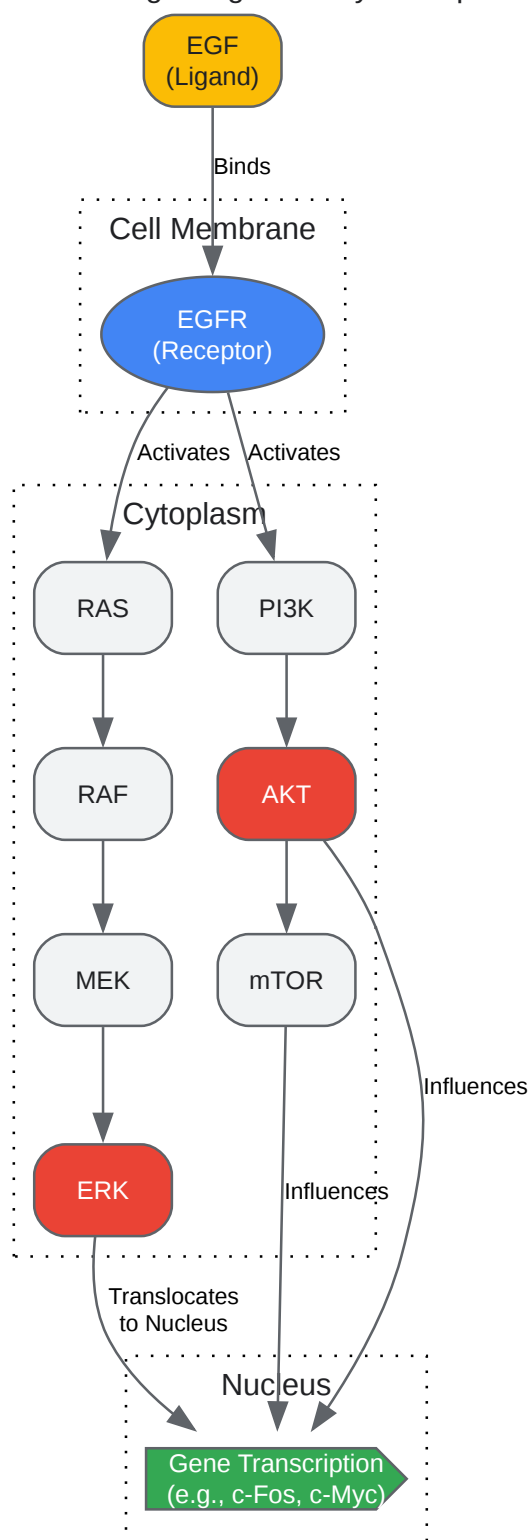 EGF
(Ligand)
Binds
Cell Membrane
EGFR
(Receptor)
Activates
Activates
Cytoplasm
RAS
PI3K
RAF
AKT
MEK
mTOR
Influences
ERK
Influences
Translocates
to Nucleus
Nucleus
Gene Transcription
(e.g., c-Fos, c-Myc)